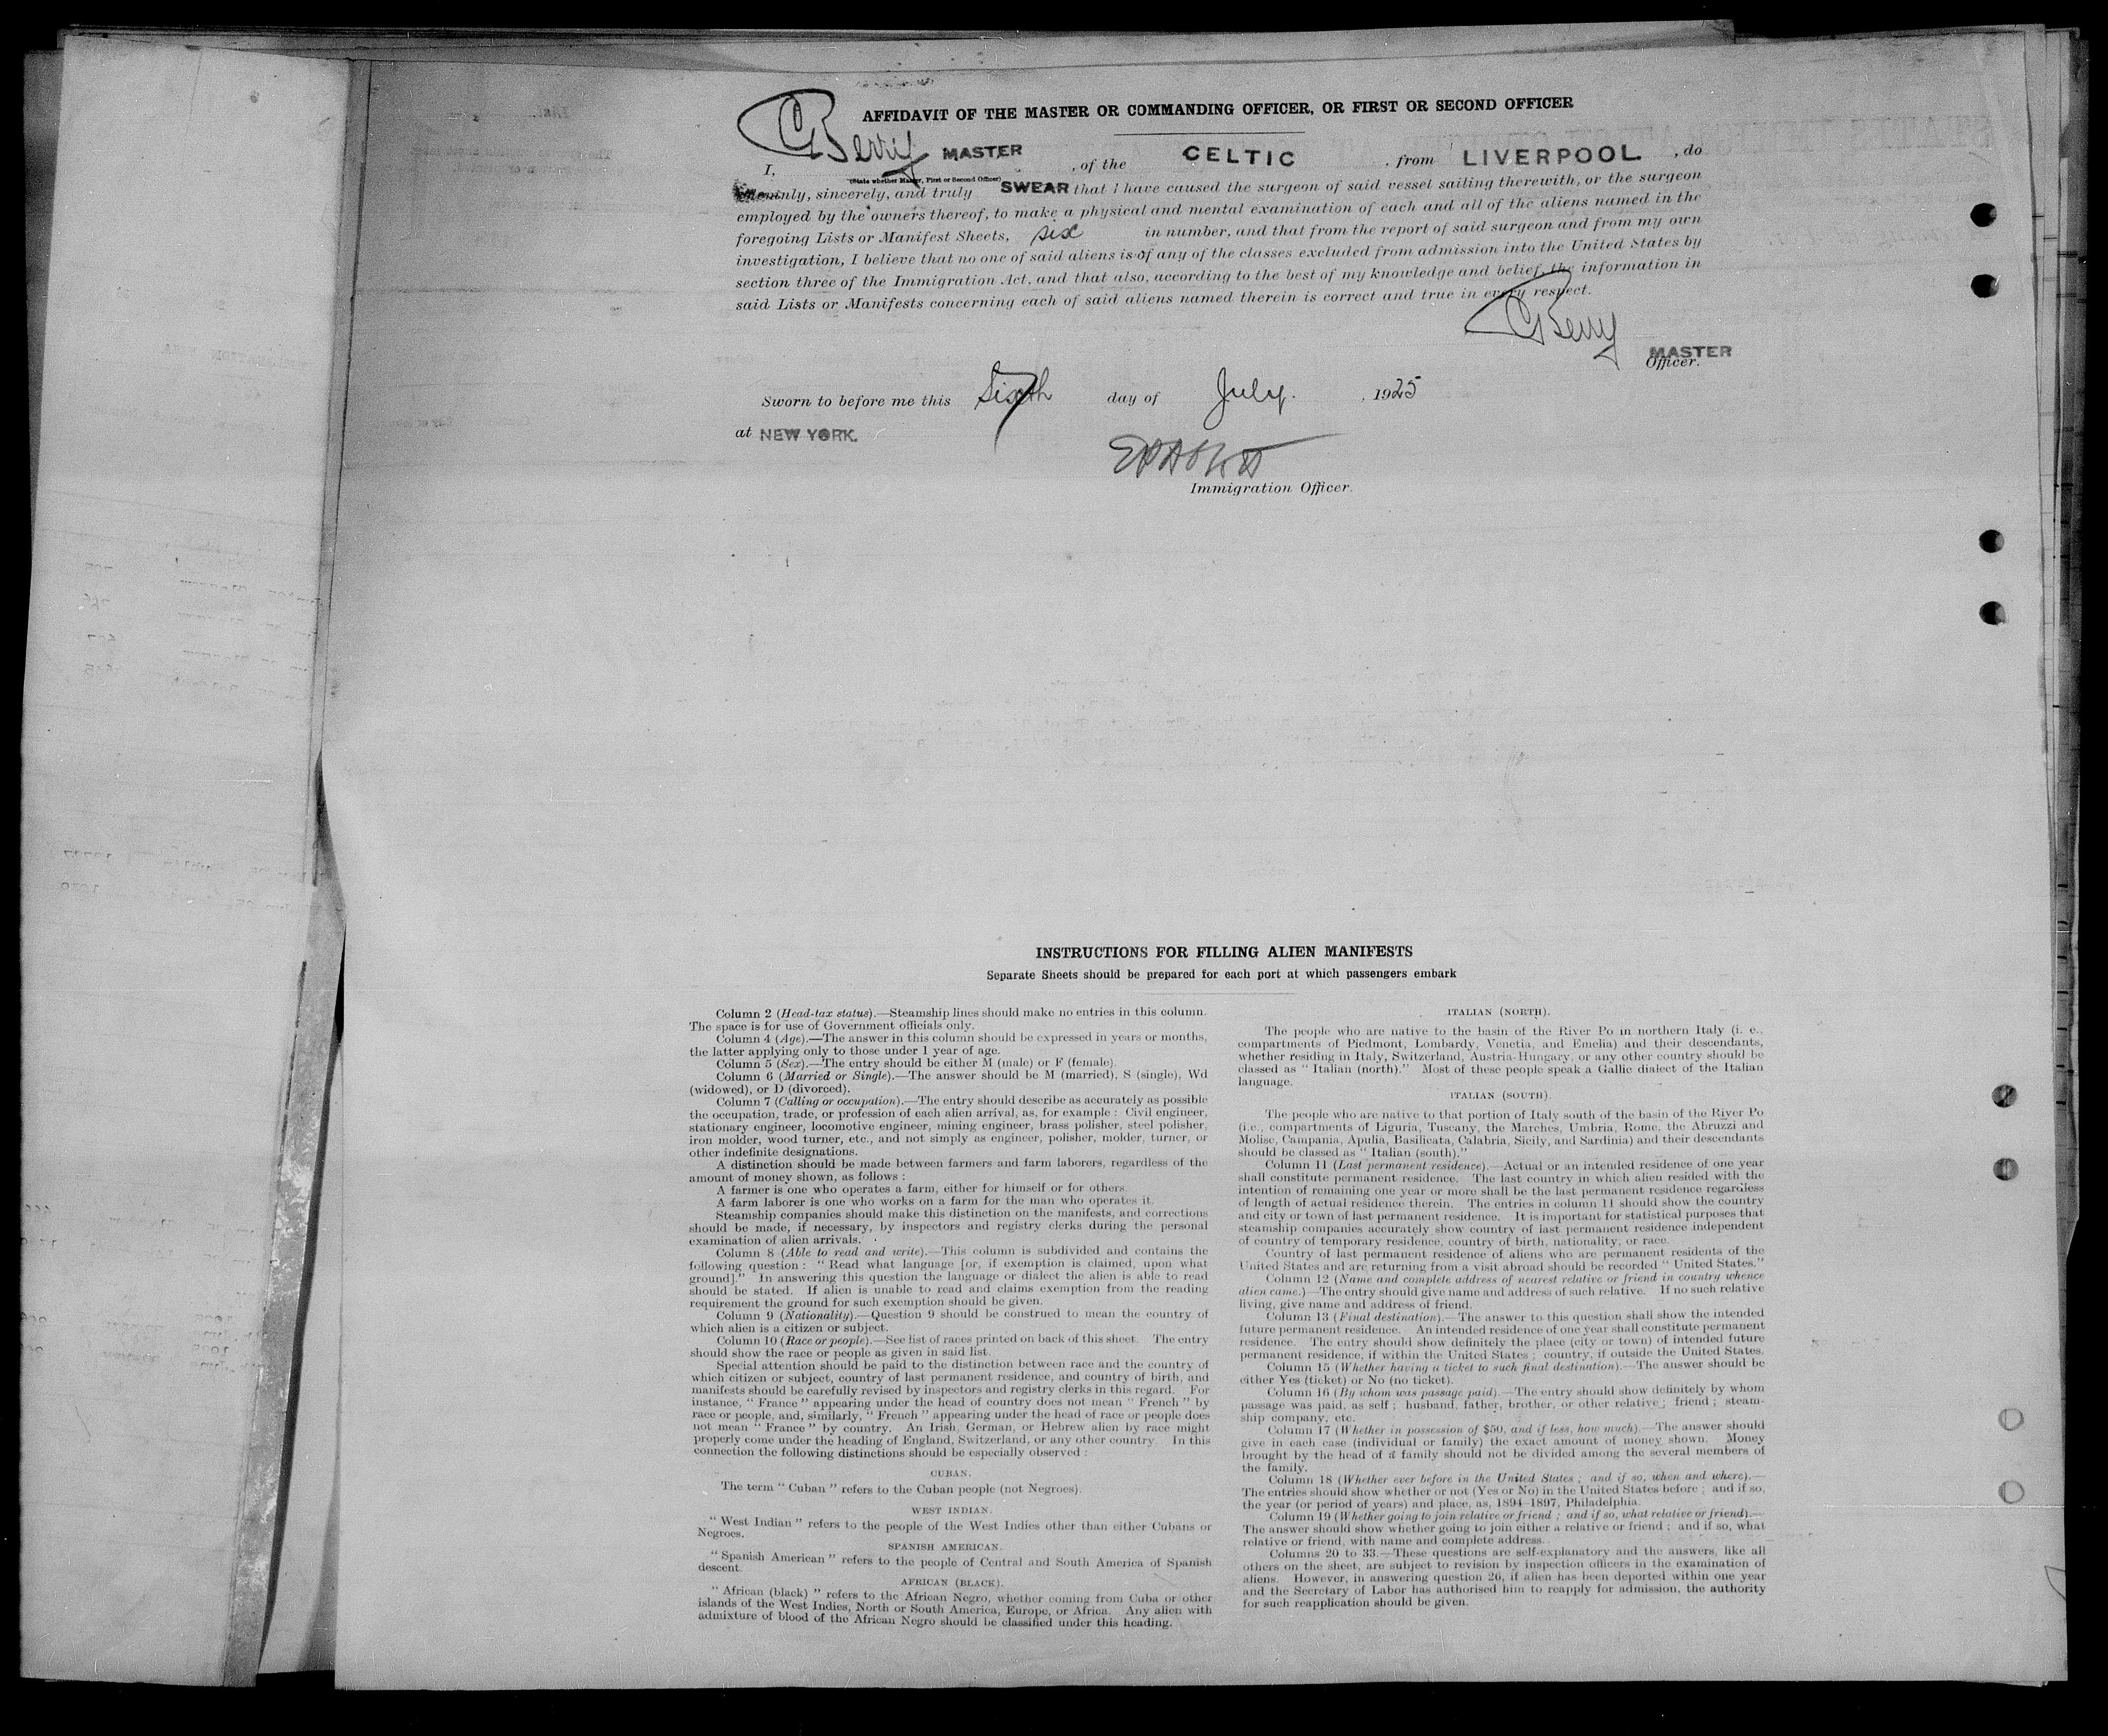 AFFIDAVIT OF THE MASTER OR COMMANDING OFFICER, OR FIRST OR SECOND OFFICER
I, CBerry MASTER, of the CELTIC, from LIVERPOOL, do
(State whether Master, First or Second Officer)
solemnly, sincerely, and truly SWEAR that I have caused the surgeon of said vessel sailing therewith, or the surgeon
employed by the owners thereof, to make a physical and mental examination of each and all of the aliens named in the
foregoing Lists or Manifest Sheets, six in number, and that from the report of said surgeon and from my own
investigation, I believe that no one of said aliens is of any of the classes excluded from admission into the United States by
section three of the Immigration Act, and that also, according to the best of my knowledge and belief, the information in
said Lists or Manifests concerning each of said aliens named therein is correct and true in every respect.
CBerry
MASTER
Officer.
Sworn to before me this Sixth day of July. , 1925
at NEW YORK.
Immigration Officer.
INSTRUCTIONS FOR FILLING ALIEN MANIFESTS
Separate Sheets should be prepared for each port at which passengers embark
Column 2 (Head-tax status).—Steamship lines should make no entries in this column.
The space is for use of Government officials only.
Column 4 (Age).—The answer in this column should be expressed in years or months,
the latter applying only to those under 1 year of age.
Column 5 (Sex).—The entry should be either M (male) or F (female).
Column 6 (Married or Single).—The answer should be M (married), S (single), Wd
(widowed), or D (divorced).
Column 7 (Calling or occupation).—The entry should describe as accurately as possible
the occupation, trade, or profession of each alien arrival, as, for example : Civil engineer,
stationary engineer, locomotive engineer, mining engineer, brass polisher, steel polisher,
iron molder, wood turner, etc., and not simply as engineer, polisher, molder, turner, or
other indefinite designations.
A distinction should be made between farmers and farm laborers, regardless of the
amount of money shown, as follows :
A farmer is one who operates a farm, either for himself or for others.
A farm laborer is one who works on a farm for the man who operates it.
Steamship companies should make this distinction on the manifests, and corrections
should be made, if necessary, by inspectors and registry clerks during the personal
examination of alien arrivals.
Column 8 (Able to read and write).—This column is subdivided and contains the
following question : “ Read what language [or, if exemption is claimed, upon what
ground].” In answering this question the language or dialect the alien is able to read
should be stated. If alien is unable to read and claims exemption from the reading
requirement the ground for such exemption should be given.
Column 9 (Nationality).—Question 9 should be construed to mean the country of
which alien is a citizen or subject.
Column 10 (Race or people).—See list of races printed on back of this sheet. The entry
should show the race or people as given in said list.
Special attention should be paid to the distinction between race and the country of
which citizen or subject, country of last permanent residence, and country of birth, and
manifests should be carefully revised by inspectors and registry clerks in this regard. For
instance, “ France ” appearing under the head of country does not mean “ French ” by
race or people, and, similarly, “ French ” appearing under the head of race or people does
not mean “ France ” by country. An Irish, German, or Hebrew alien by race might
properly come under the heading of England, Switzerland, or any other country. In this
connection the following distinctions should be especially observed :
CUBAN.
The term “ Cuban ” refers to the Cuban people (not Negroes).
WEST INDIAN.
“ West Indian ” refers to the people of the West Indies other than either Cubans or
Negroes.
SPANISH AMERICAN.
“ Spanish American ” refers to the people of Central and South America of Spanish
descent.
AFRICAN (BLACK).
“ African (black) ” refers to the African Negro, whether coming from Cuba or other
islands of the West Indies, North or South America, Europe, or Africa. Any alien with
admixture of blood of the African Negro should be classified under this heading.
ITALIAN (NORTH).
The people who are native to the basin of the River Po in northern Italy (i. e.,
compartments of Piedmont, Lombardy, Venetia, and Emelia) and their descendants,
whether residing in Italy, Switzerland, Austria-Hungary, or any other country should be
classed as “ Italian (north).” Most of these people speak a Gallic dialect of the Italian
language.
ITALIAN (SOUTH).
The people who are native to that portion of Italy south of the basin of the River Po
(i.e., compartments of Liguria, Tuscany, the Marches, Umbria, Rome, the Abruzzi and
Molise, Campania, Apulia, Basilicata, Calabria, Sicily, and Sardinia) and their descendants
should be classed as “ Italian (south).”
Column 11 (Last permanent residence).—Actual or an intended residence of one year
shall constitute permanent residence. The last country in which alien resided with the
intention of remaining one year or more shall be the last permanent residence regardless
of length of actual residence therein. The entries in column 11 should show the country
and city or town of last permanent residence. It is important for statistical purposes that
steamship companies accurately show country of last permanent residence independent
of country of temporary residence, country of birth, nationality, or race.
Country of last permanent residence of aliens who are permanent residents of the
United States and are returning from a visit abroad should be recorded “ United States.”
Column 12 (Name and complete address of nearest relative or friend in country whence
alien came.)—The entry should give name and address of such relative. If no such relative
living, give name and address of friend.
Column 13 (Final destination).—The answer to this question shall show the intended
future permanent residence. An intended residence of one year shall constitute permanent
residence. The entry should show definitely the place (city or town) of intended future
permanent residence, if within the United States ; country, if outside the United States.
Column 15 (Whether having a ticket to such final destination).—The answer should be
either Yes (ticket) or No (no ticket).
Column 16 (By whom was passage paid).—The entry should show definitely by whom
passage was paid, as self ; husband, father, brother, or other relative ; friend ; steam-
ship company, etc.
Column 17 (Whether in possession of $50, and if less, how much).—The answer should
give in each case (individual or family) the exact amount of money shown. Money
brought by the head of a family should not be divided among the several members of
the family.
Column 18 (Whether ever before in the United States ; and if so, when and where).—
The entries should show whether or not (Yes or No) in the United States before ; and if so,
the year (or period of years) and place, as, 1894–1897, Philadelphia.
Column 19 (Whether going to join relative or friend ; and if so, what relative or friend).—
The answer should show whether going to join either a relative or friend ; and if so, what
relative or friend, with name and complete address.
Columns 20 to 33.—These questions are self-explanatory and the answers, like all
others on the sheet, are subject to revision by inspection officers in the examination of
aliens. However, in answering question 26, if alien has been deported within one year
and the Secretary of Labor has authorised him to reapply for admission, the authority
for such reapplication should be given.